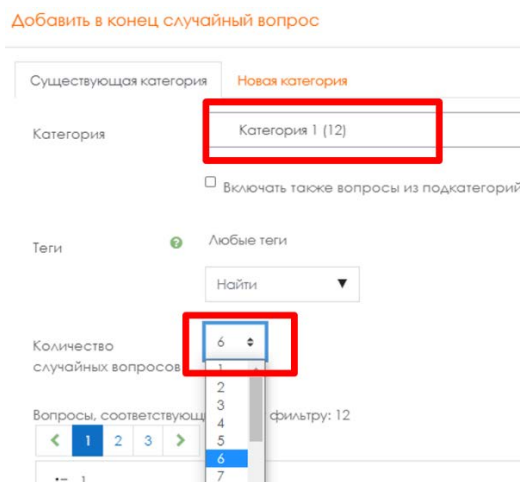 Добавить в конец случайный вопрос
Существующая категория Новая категория
Категория Категория 1 (12)
Включать также вопросы из подкатегорий
Теги Любые теги
Найти
Количество
случайных вопросов
6
1
2
3
4
5
6
7
Вопросы, соответствующ фильтру: 12
1 2 3
1